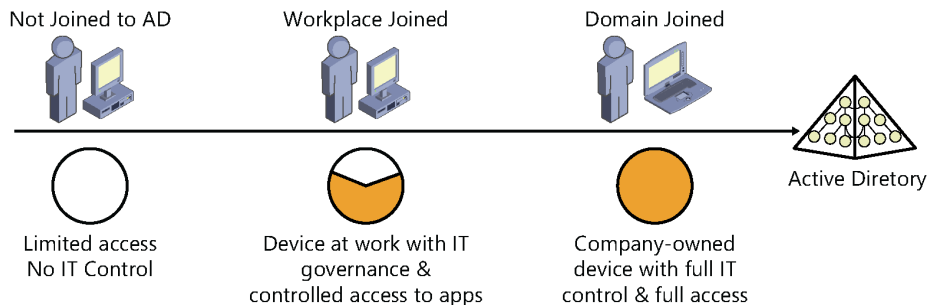 Not Joined to AD
Workplace Joined
Domain Joined
Active Diretory
Limited access
No IT Control
Device at work with IT
governance &
controlled access to apps
Company-owned
device with full IT
control & full access